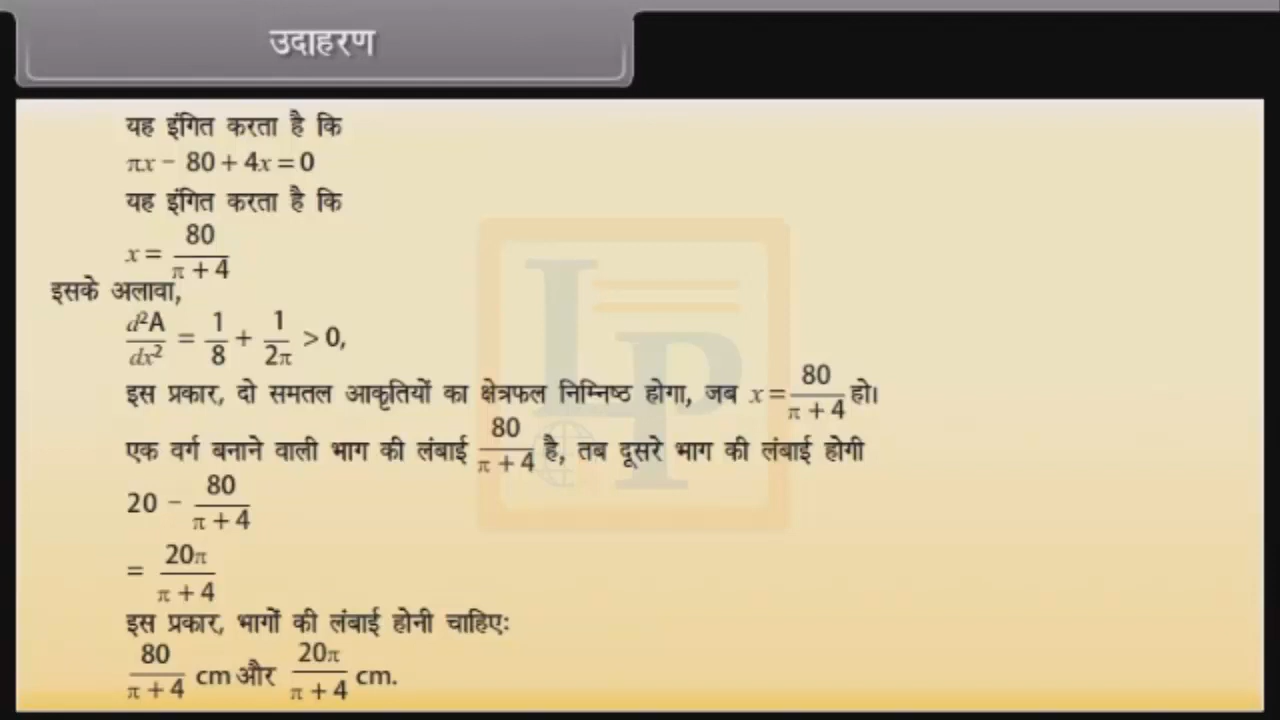 उदाहरण
यह इंगित करता है कि
πx − 80 + 4x = 0
यह इंगित करता है कि
x = 80/(π + 4)
इसके अलावा,
d²A/dx² = 1/8 + 1/2π > 0,
इस प्रकार, दो समतल आकृतियों का क्षेत्रफल निम्निष्ठ होगा, जब x = 80/(π + 4) हो।
एक वर्ग बनाने वाली भाग की लंबाई 80/(π + 4) है, तब दूसरे भाग की लंबाई होगी
20 − 80/(π + 4)
= 20π/(π + 4)
इस प्रकार, भागों की लंबाई होनी चाहिएः
80/(π + 4) cm और 20π/(π + 4) cm.
LP